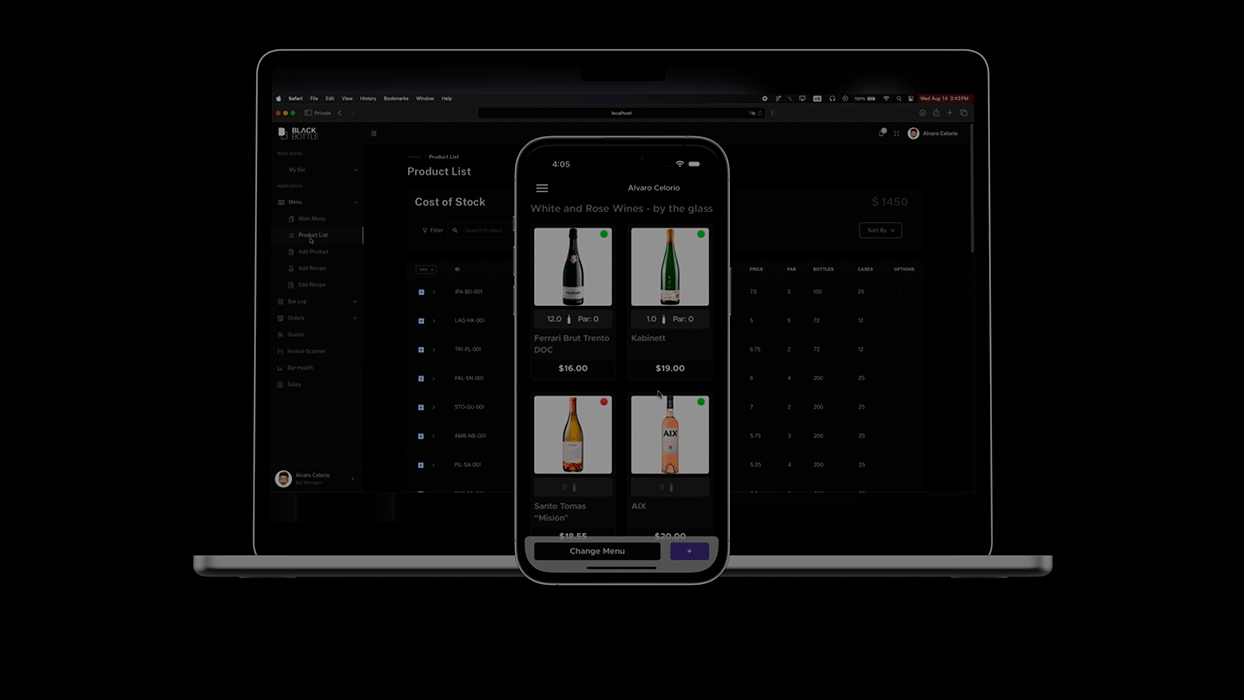 Safari File Edit View History Bookmarks Window Help
100%
Wed Aug 14 2:43 PM
Private
localhost
BLACK
BOTTLE
Alvaro Celorio
My Bar
Applications
Menu
Main Menu
Product List
Add Product
Add Recipe
Edit Recipe
Bar Log
Orders
Guests
Invoice Scanner
Bar Health
Sales
Alvaro Celorio
Bar Manager
Home / Product List
Product List
Cost of Stock
$ 1450
Filter
Search Product
Sort By
ID
PRICE PAR BOTTLES CASES OPTIONS
IPA-BD-001
7.5 3 100 20
LAG-HK-001
5 5 72 12
TRI-PL-001
8.75 2 72 12
PAL-SN-001
6 4 200 25
STO-GU-001
7 2 200 25
AMB-NB-001
5.75 3 200 25
PIL-SA-001
5.25 4 200 25
4:05
Alvaro Celorio
White and Rose Wines - by the glass
12.0 Par: 0
Ferrari Brut Trento
DOC
$16.00
1.0 Par: 0
Kabinett
$19.00
0
Santo Tomas
“Misión”
$18.55
AIX
0
AIX
$20.00
Change Menu
+